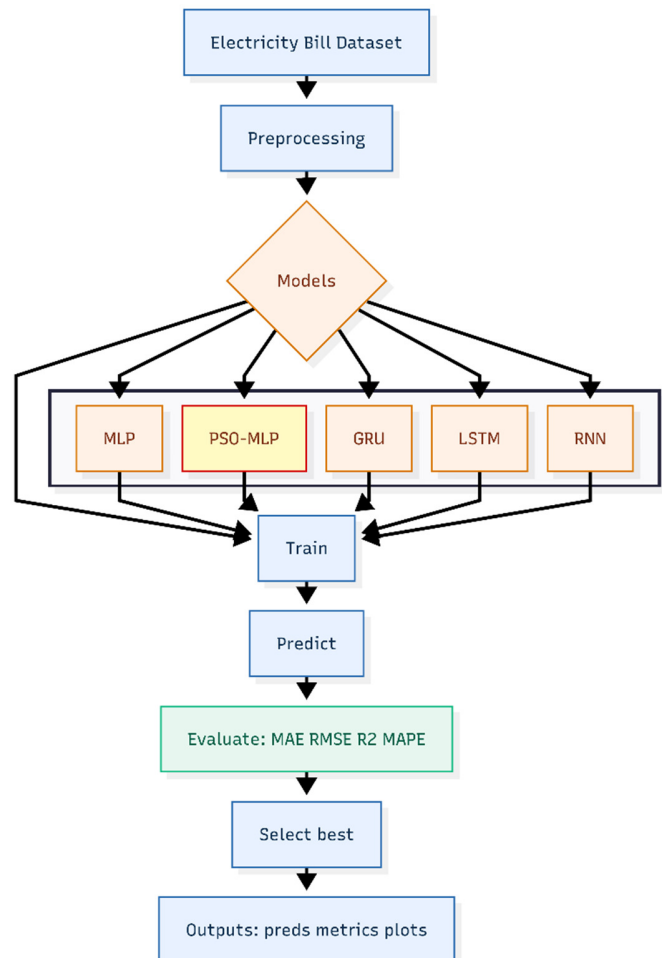 Electricity Bill Dataset
Preprocessing
Models
MLP
PSO-MLP
GRU
LSTM
RNN
Train
Predict
Evaluate: MAE RMSE R2 MAPE
Select best
Outputs: preds metrics plots